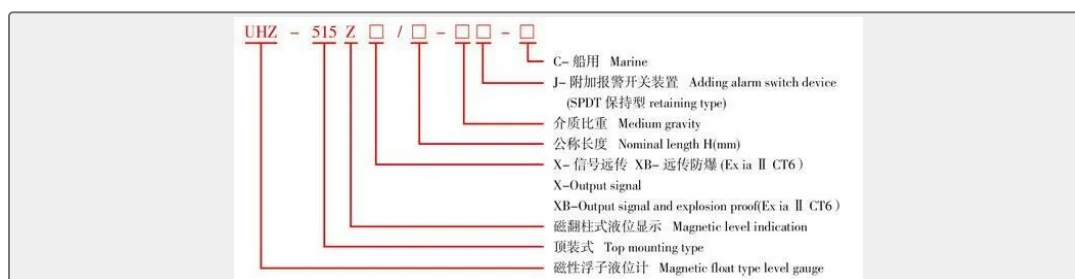 UHZ - 515 Z □ / □ - □ □ - □
C- 船用 Marine
J- 附加报警开关装置 Adding alarm switch device
(SPDT 保持型 retaining type)
介质比重 Medium gravity
公称长度 Nominal length H(mm)
X- 信号远传 XB- 远传防爆 (Ex ia Ⅱ CT6 )
X-Output signal
XB-Output signal and explosion proof(Ex ia Ⅱ CT6 )
磁翻柱式液位显示 Magnetic level indication
顶装式 Top mounting type
磁性浮子液位计 Magnetic float type level gauge